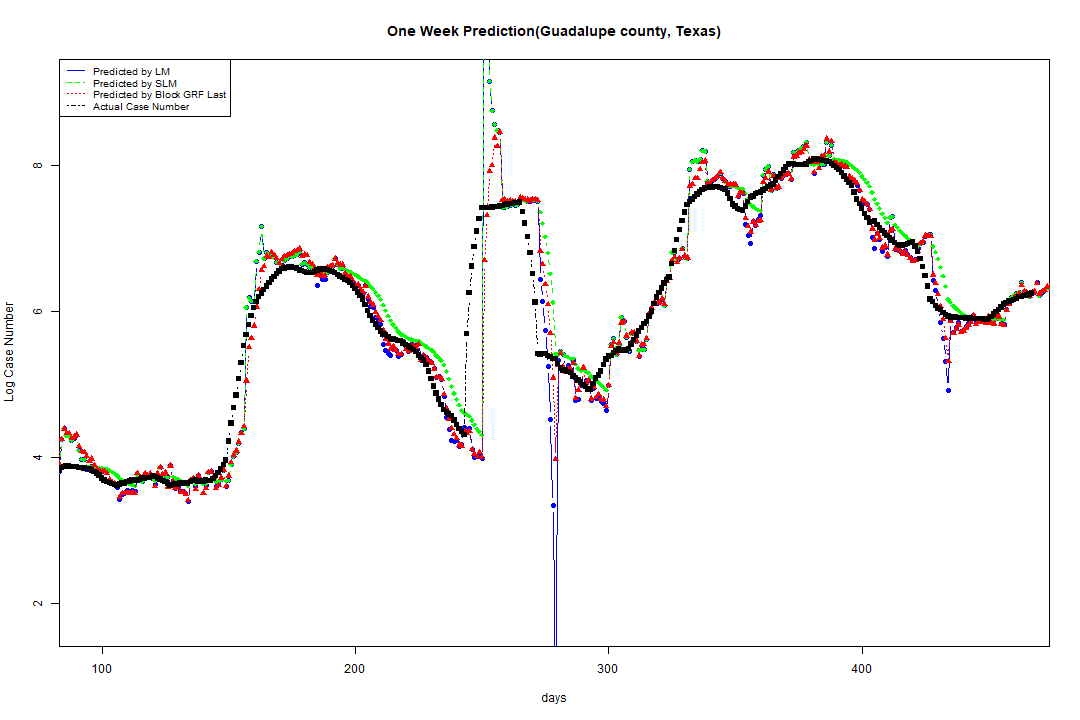 One Week Prediction(Guadalupe county, Texas)
Predicted by LM
Predicted by SLM
Predicted by Block GRF Last
Actual Case Number
8
6
4
2
Log Case Number
100 200 300 400
days